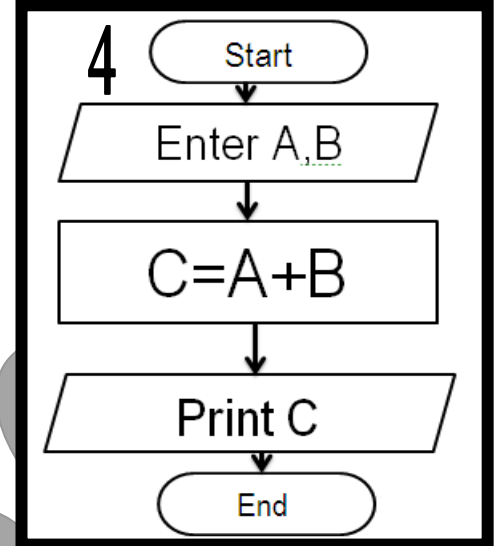 4
Start
Enter A,B
C=A+B
Print C
End